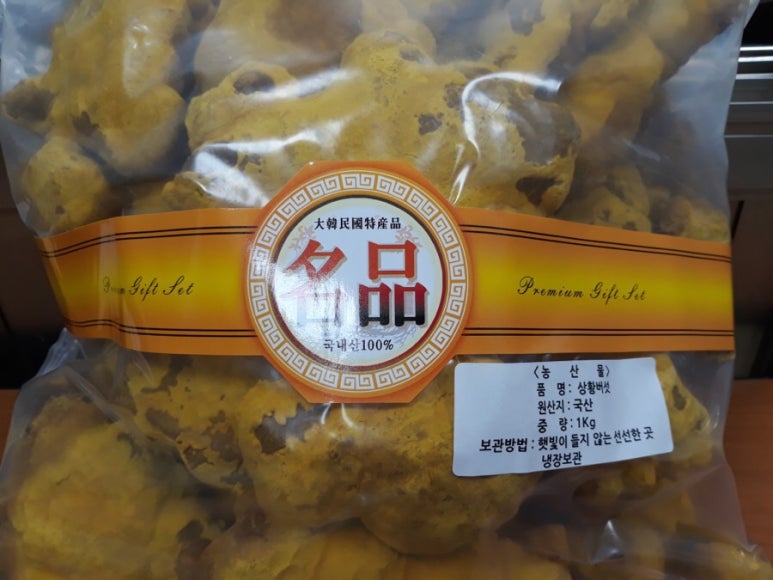 大韓民國特産品
名品
국내산100%
Premium Gift Set
Premium Gift Set
<농 산 물>
품 명 : 상황버섯
원산지 : 국산
중 량 : 1Kg
보관방법 : 햇빛이 들지 않는 선선한 곳
냉장보관